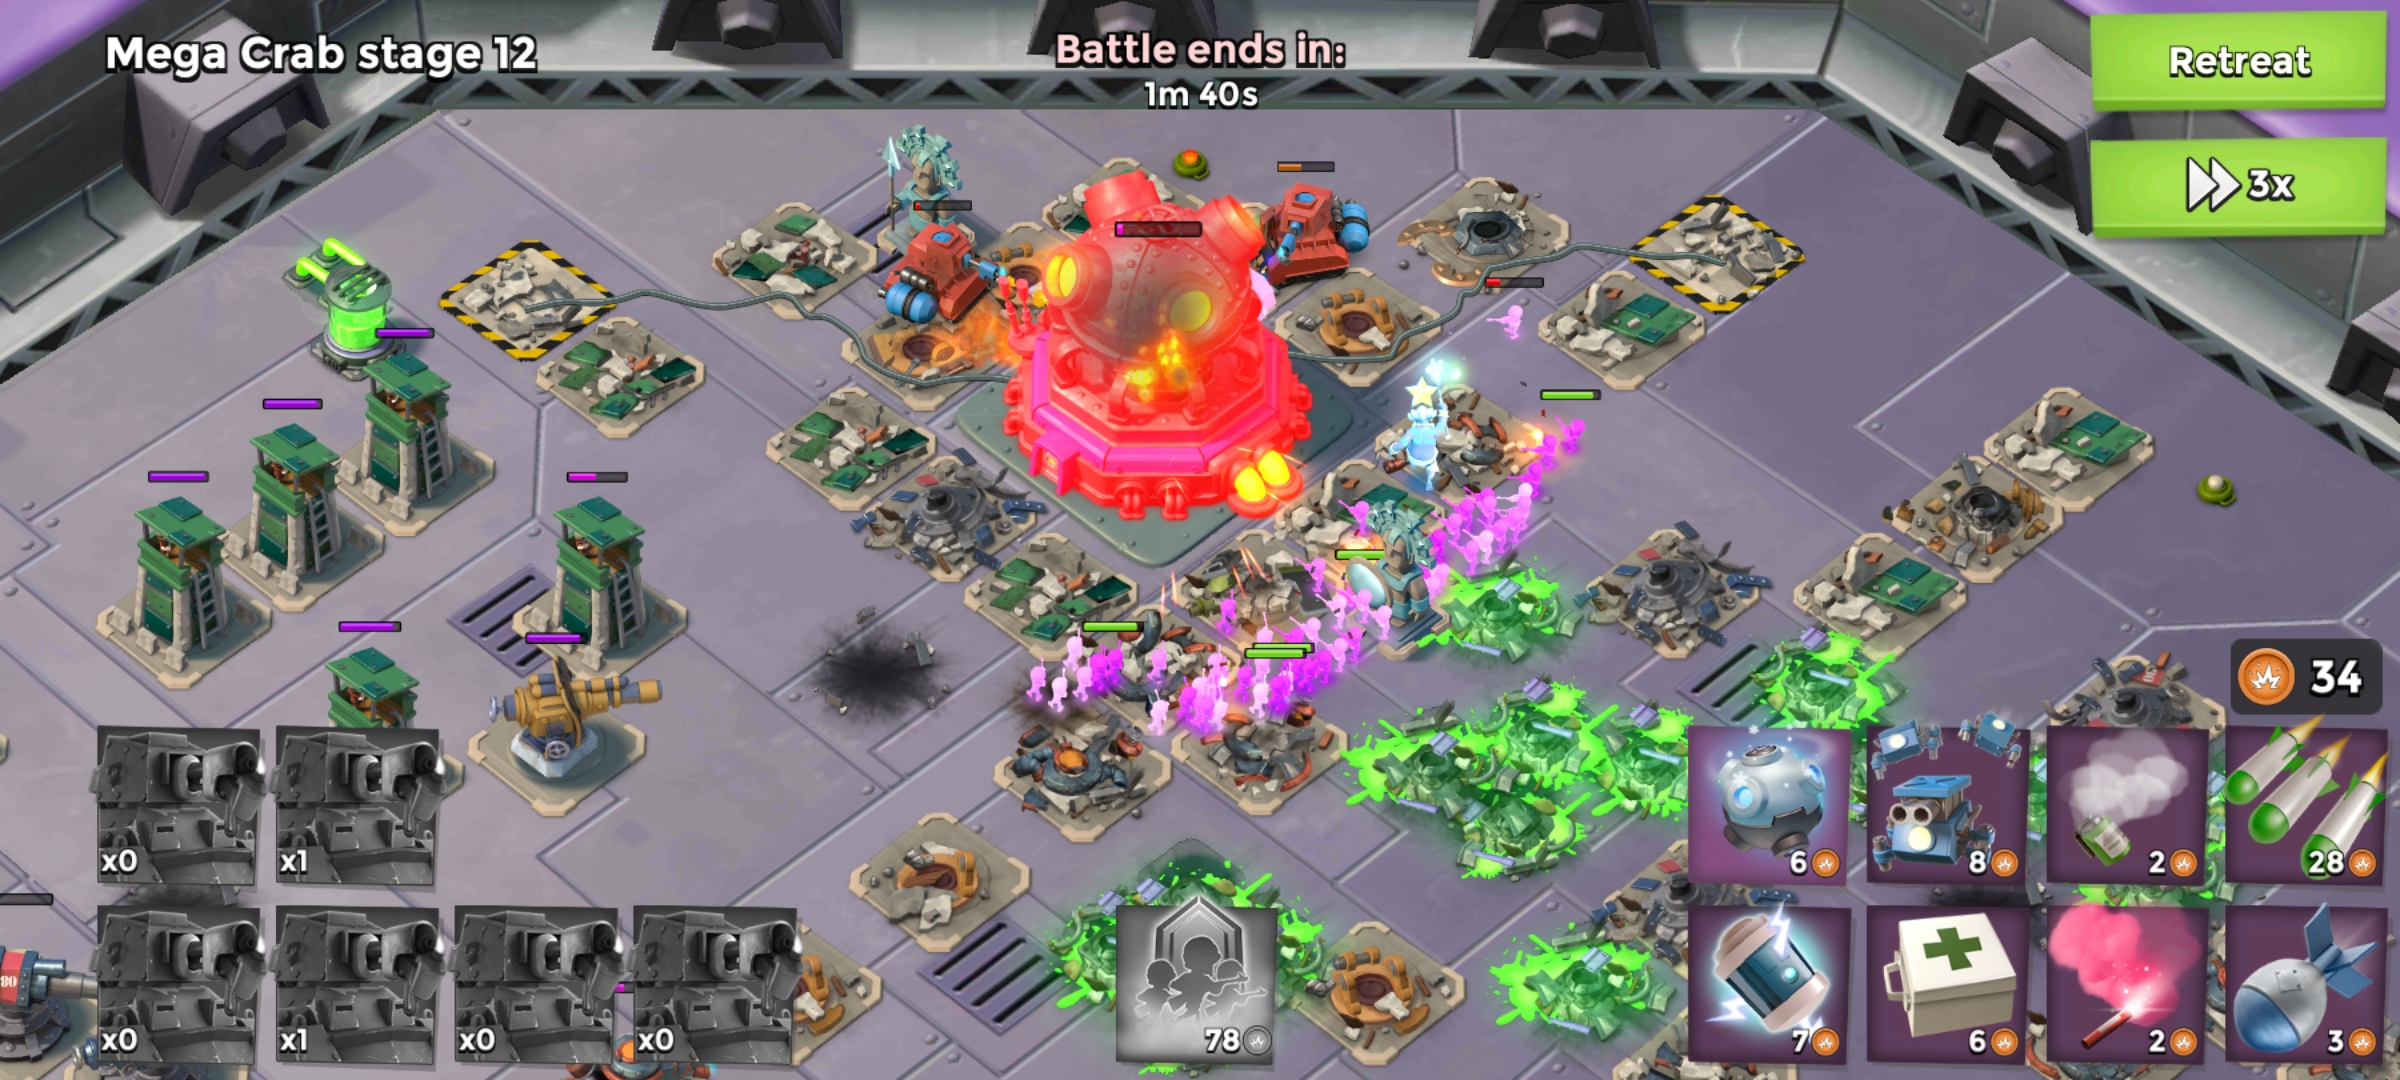 Mega Crab stage 12
Battle ends in:
1m 40s
Retreat
3x
34
x0
x1
6
8
2
28
x0
x1
x0
x0
78
7
6
2
3
80